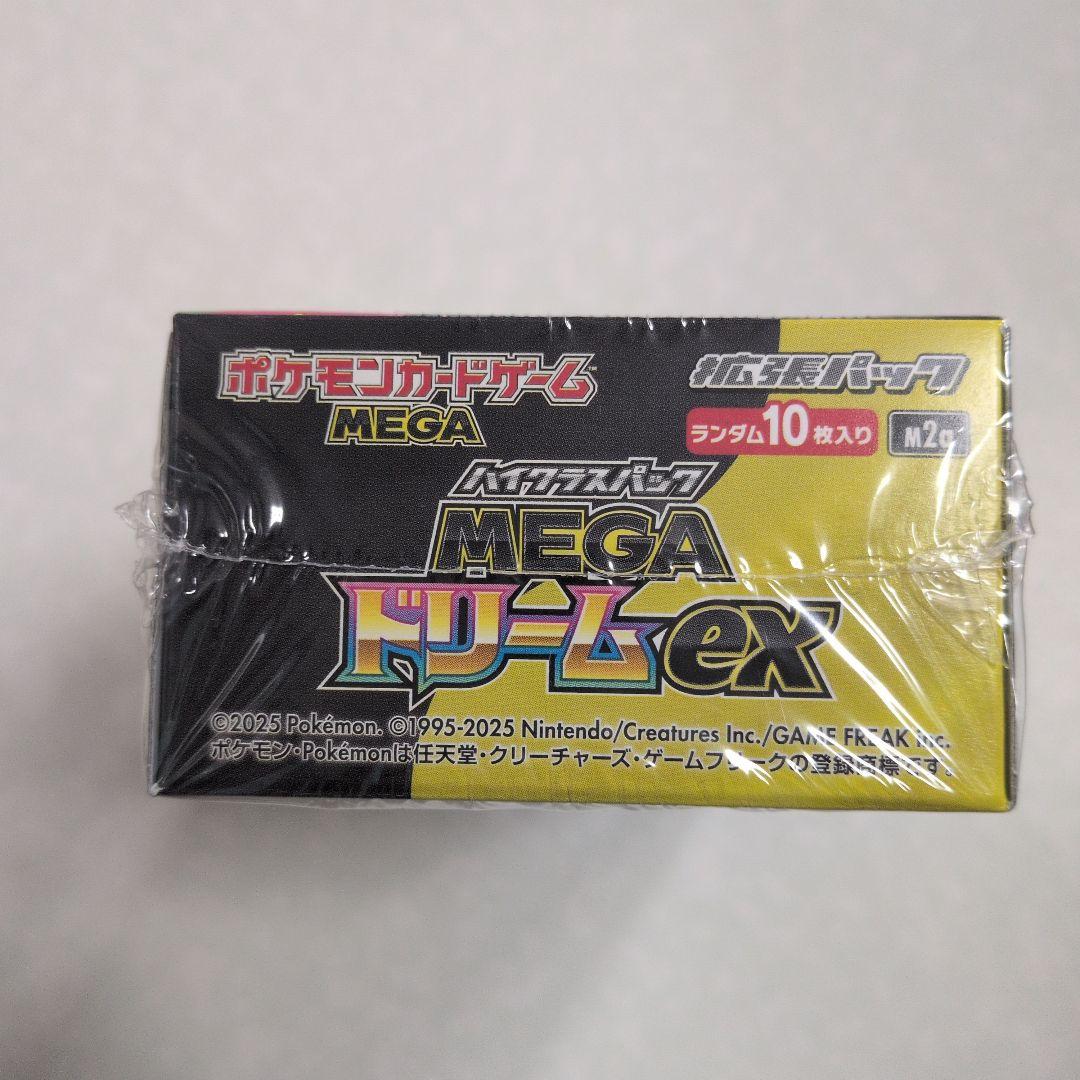 ポケモンカードゲーム™
MEGA
拡張パック
ランダム10枚入り
M2a
ハイクラスパック
MEGA
ドリームex
©2025 Pokémon. ©1995-2025 Nintendo/Creatures Inc./GAME FREAK inc.
ポケモン・Pokémonは任天堂・クリーチャーズ・ゲームフリークの登録商標です。